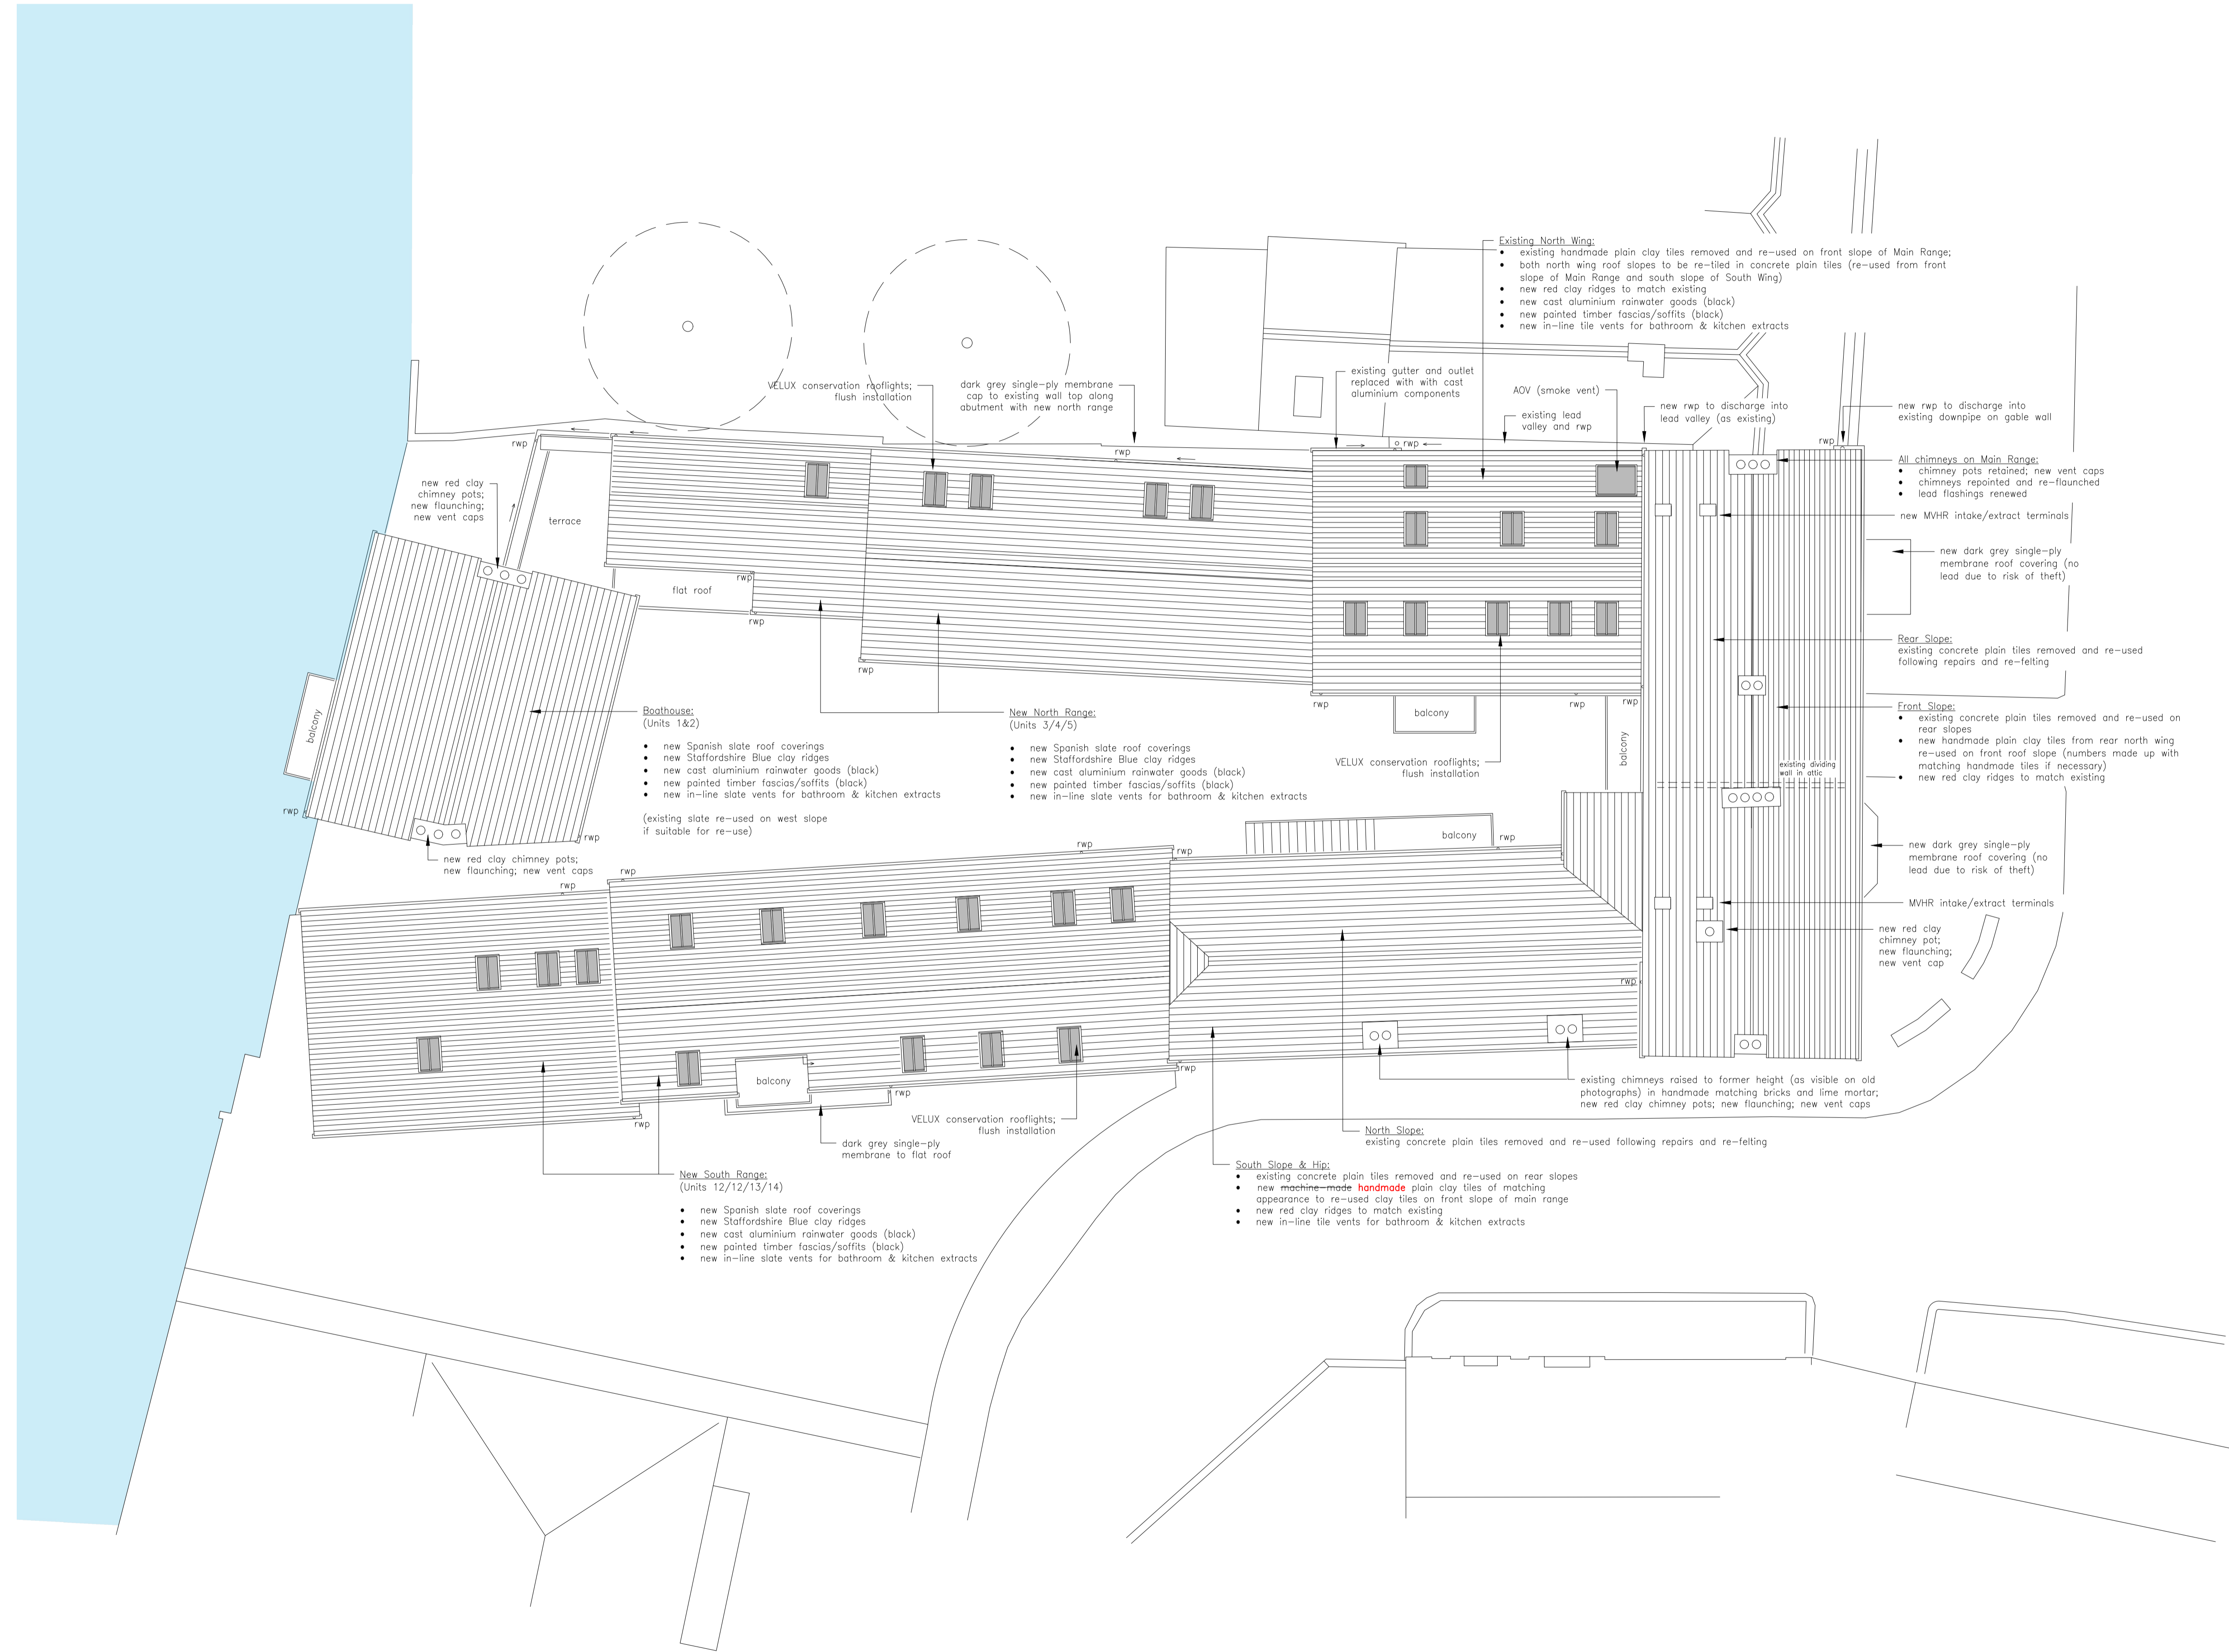 Existing North Wing:
• existing handmade plain clay tiles removed and re-used on front slope of Main Range;
• both north wing roof slopes to be re-tiled in concrete plain tiles (re-used from front
slope of Main Range and south slope of South Wing)
• new red clay ridges to match existing
• new cast aluminium rainwater goods (black)
• new painted timber fascias/soffits (black)
• new in-line tile vents for bathroom & kitchen extracts
VELUX conservation rooflights;
flush installation
dark grey single-ply membrane
cap to existing wall top along
abutment with new north range
existing gutter and outlet
replaced with with cast
aluminium components
AOV (smoke vent)
existing lead
valley and rwp
new rwp to discharge into
lead valley (as existing)
new rwp to discharge into
existing downpipe on gable wall
rwp
rwp
rwp
rwp
All chimneys on Main Range:
• chimney pots retained; new vent caps
• chimneys repointed and re-flaunched
• lead flashings renewed
new red clay
chimney pots;
new flaunching;
new vent caps
terrace
new MVHR intake/extract terminals
new dark grey single-ply
membrane roof covering (no
lead due to risk of theft)
rwp
flat roof
rwp
rwp
Rear Slope:
existing concrete plain tiles removed and re-used
following repairs and re-felting
balcony
Boathouse:
(Units 1&2)
• new Spanish slate roof coverings
• new Staffordshire Blue clay ridges
• new cast aluminium rainwater goods (black)
• new painted timber fascias/soffits (black)
• new in-line slate vents for bathroom & kitchen extracts
(existing slate re-used on west slope
if suitable for re-use)
New North Range:
(Units 3/4/5)
• new Spanish slate roof coverings
• new Staffordshire Blue clay ridges
• new cast aluminium rainwater goods (black)
• new painted timber fascias/soffits (black)
• new in-line slate vents for bathroom & kitchen extracts
rwp
rwp
rwp
balcony
balcony
VELUX conservation rooflights;
flush installation
Front Slope:
• existing concrete plain tiles removed and re-used on
rear slopes
• new handmade plain clay tiles from rear north wing
re-used on front roof slope (numbers made up with
matching handmade tiles if necessary)
• new red clay ridges to match existing
existing dividing
wall in attic
rwp
rwp
new red clay chimney pots;
new flaunching; new vent caps
rwp
rwp
rwp
rwp
balcony
rwp
new dark grey single-ply
membrane roof covering (no
lead due to risk of theft)
MVHR intake/extract terminals
new red clay
chimney pot;
new flaunching;
new vent cap
rwp
balcony
rwp
rwp
rwp
VELUX conservation rooflights;
flush installation
dark grey single-ply
membrane to flat roof
existing chimneys raised to former height (as visible on old
photographs) in handmade matching bricks and lime mortar;
new red clay chimney pots; new flaunching; new vent caps
North Slope:
existing concrete plain tiles removed and re-used following repairs and re-felting
South Slope & Hip:
• existing concrete plain tiles removed and re-used on rear slopes
• new machine-made handmade plain clay tiles of matching
appearance to re-used clay tiles on front slope of main range
• new red clay ridges to match existing
• new in-line tile vents for bathroom & kitchen extracts
New South Range:
(Units 12/12/13/14)
• new Spanish slate roof coverings
• new Staffordshire Blue clay ridges
• new cast aluminium rainwater goods (black)
• new painted timber fascias/soffits (black)
• new in-line slate vents for bathroom & kitchen extracts